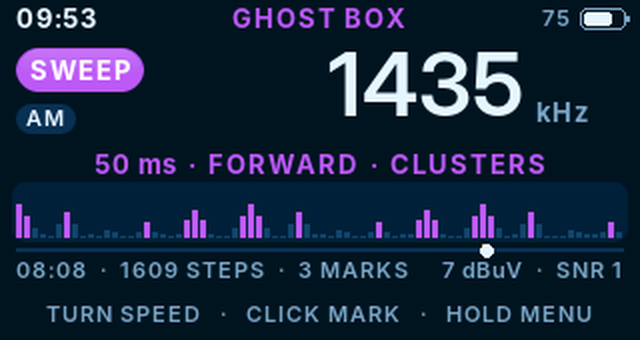 09:53 GHOST BOX 75
SWEEP
1435 kHz
AM
50 ms · FORWARD · CLUSTERS
08:08 · 1609 STEPS · 3 MARKS 7 dBuV · SNR 1
TURN SPEED · CLICK MARK · HOLD MENU